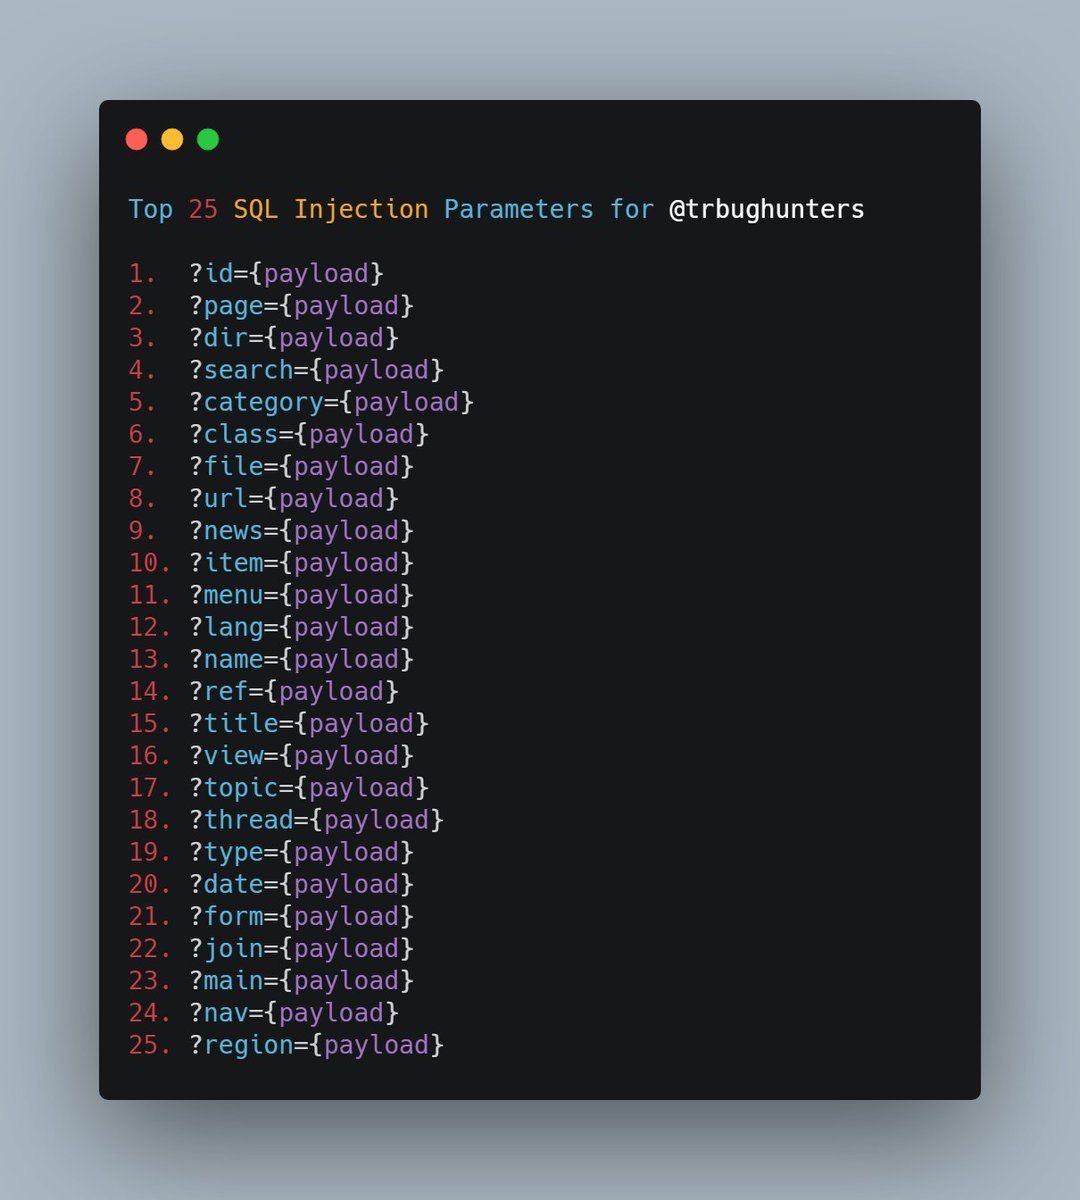 Top 25 SQL Injection Parameters for @trbughunters
1. ?id={payload}
2. ?page={payload}
3. ?dir={payload}
4. ?search={payload}
5. ?category={payload}
6. ?class={payload}
7. ?file={payload}
8. ?url={payload}
9. ?news={payload}
10. ?item={payload}
11. ?menu={payload}
12. ?lang={payload}
13. ?name={payload}
14. ?ref={payload}
15. ?title={payload}
16. ?view={payload}
17. ?topic={payload}
18. ?thread={payload}
19. ?type={payload}
20. ?date={payload}
21. ?form={payload}
22. ?join={payload}
23. ?main={payload}
24. ?nav={payload}
25. ?region={payload}